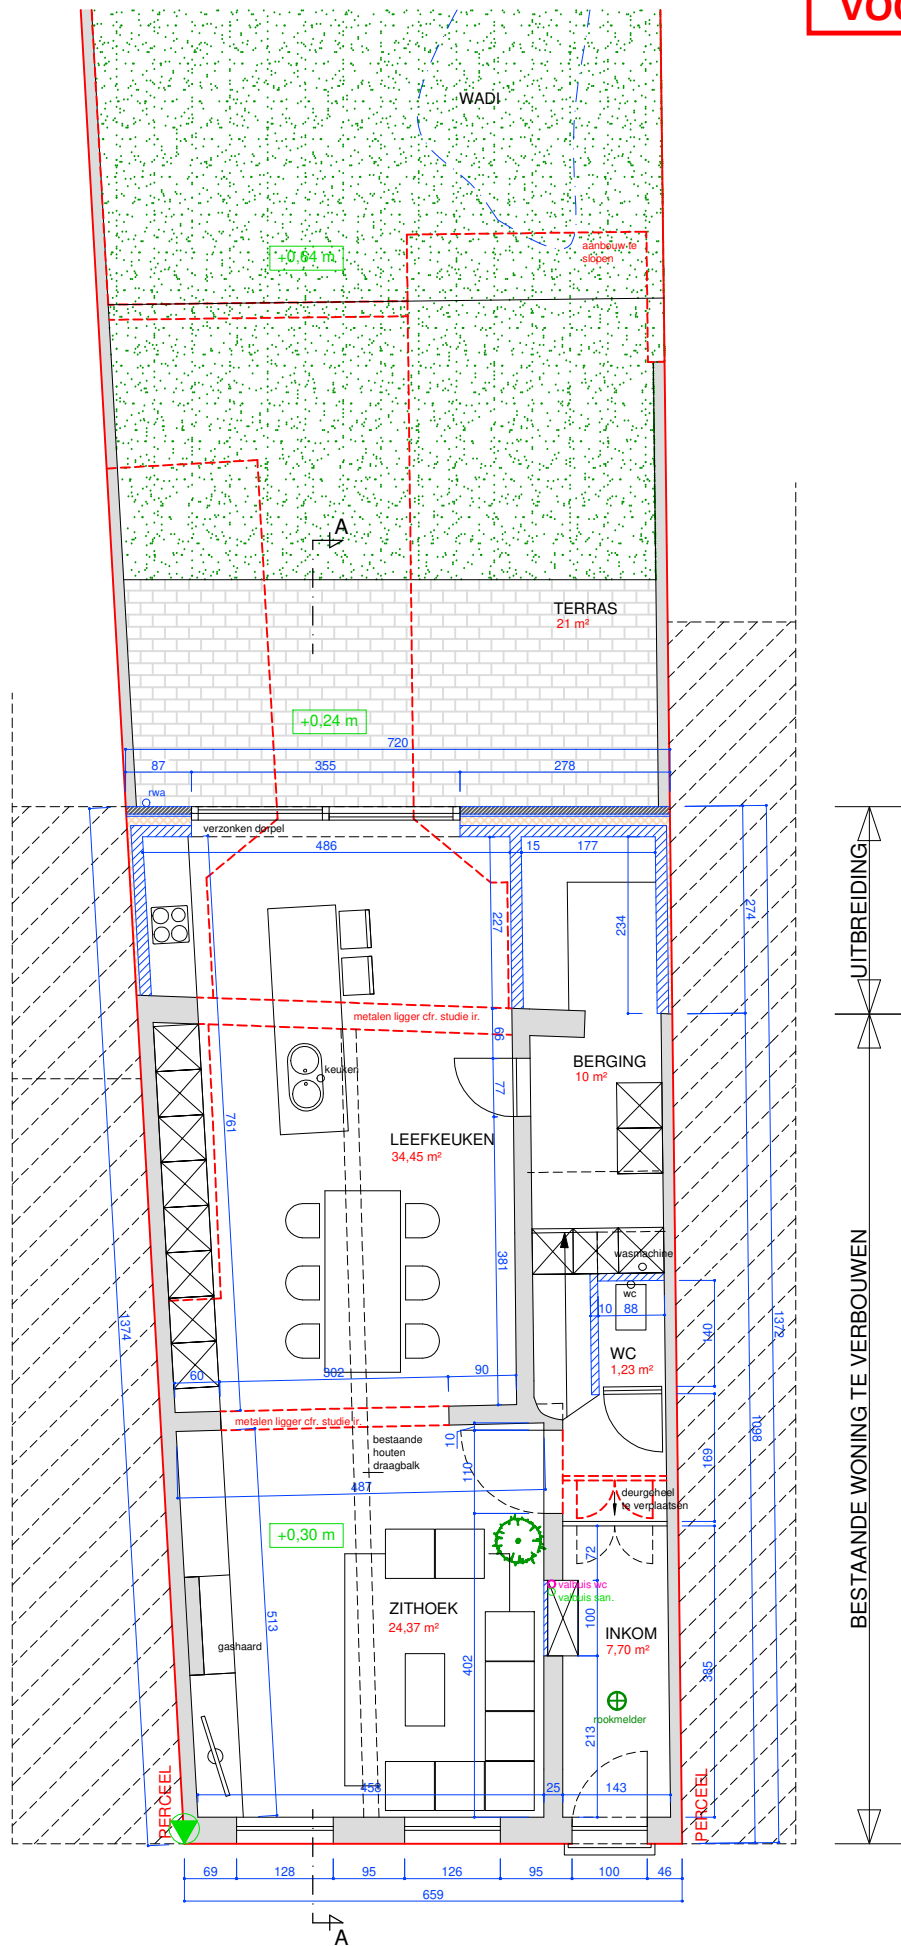 WADI
aanbouw te
slopen
+0,64 m
A
TERRAS
21 m²
+0,24 m
720
87
355
278
rwa
verzonken dorpel
486
15
177
227
234
274
UITBREIDING
metalen ligger cfr. studie ir.
66
BERGING
10 m²
keuken
77
761
LEEFKEUKEN
34,45 m²
381
wasmachine
wc
10
88
140
1374
1372
WC
1,23 m²
60
302
90
BESTAANDE WONING TE VERBOUWEN
metalen ligger cfr. studie ir.
bestaande
houten
draagbalk
10
110
1098
169
487
deurgeheel
te verplaatsen
+0,30 m
72
valbuis wc
valbuis san.
ZITHOEK
24,37 m²
513
100
INKOM
7,70 m²
gashaard
402
385
rookmelder
213
458
25
143
PERCEEL
PERCEEL
69
128
95
126
95
100
46
659
A